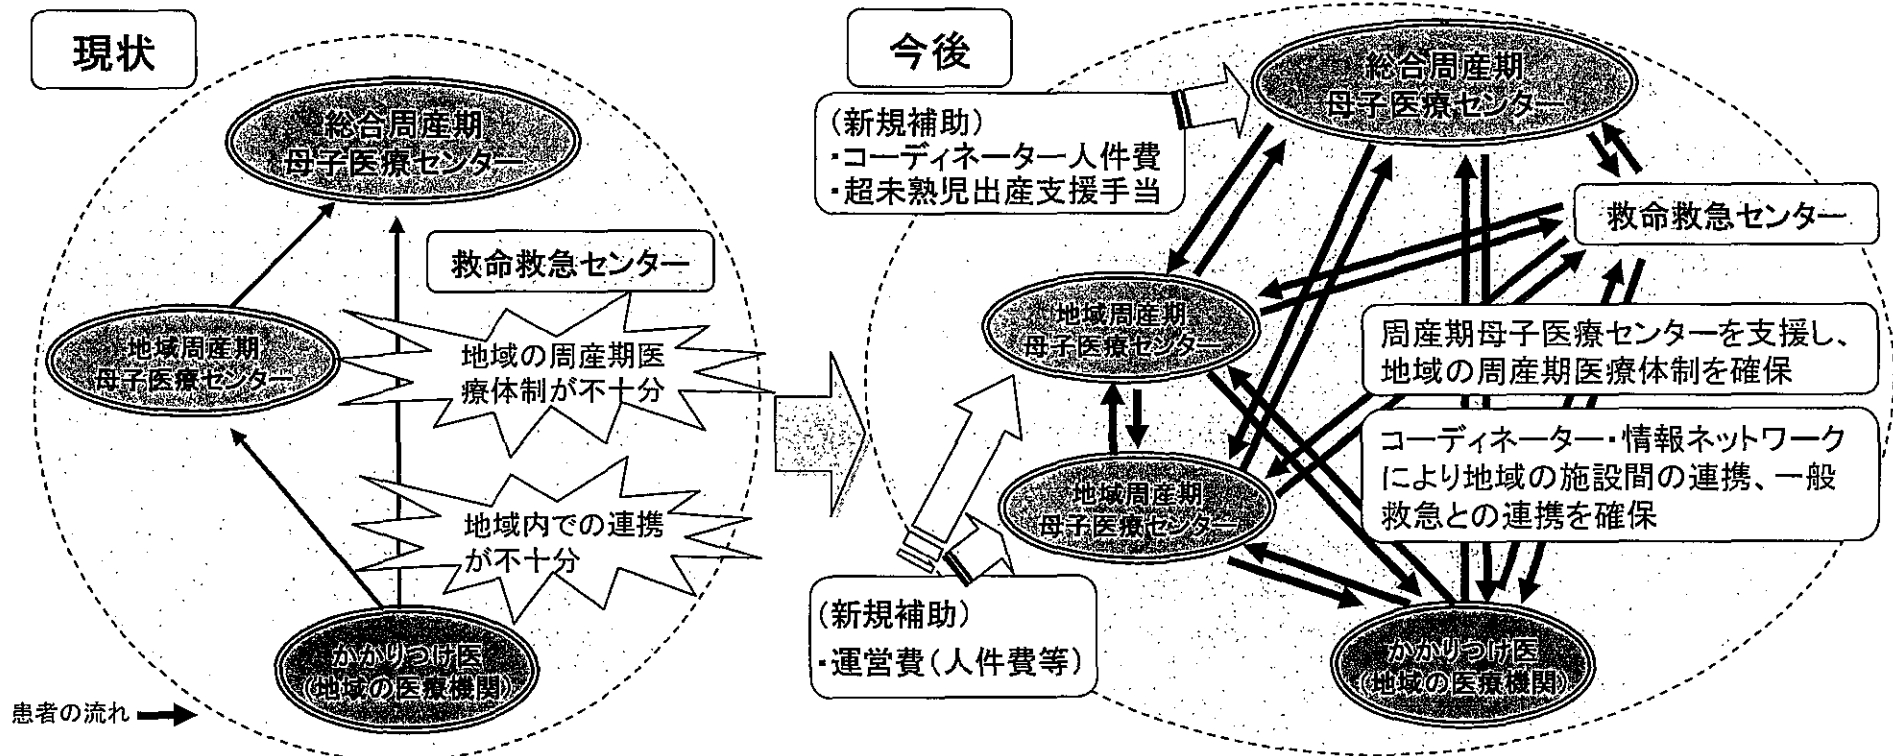 現状
総合周産期
母子医療センター
救命救急センター
地域周産期
母子医療センター
地域の周産期医
療体制が不十分
地域内での連携
が不十分
かかりつけ医
(地域の医療機関)
患者の流れ
今後
(新規補助)
・コーディネーター人件費
・超未熟児出産支援手当
総合周産期
母子医療センター
救命救急センター
地域周産期
母子医療センター
周産期母子医療センターを支援し、
地域の周産期医療体制を確保
コーディネーター・情報ネットワーク
により地域の施設間の連携、一般
救急との連携を確保
地域周産期
母子医療センター
(新規補助)
・運営費(人件費等)
かかりつけ医
(地域の医療機関)